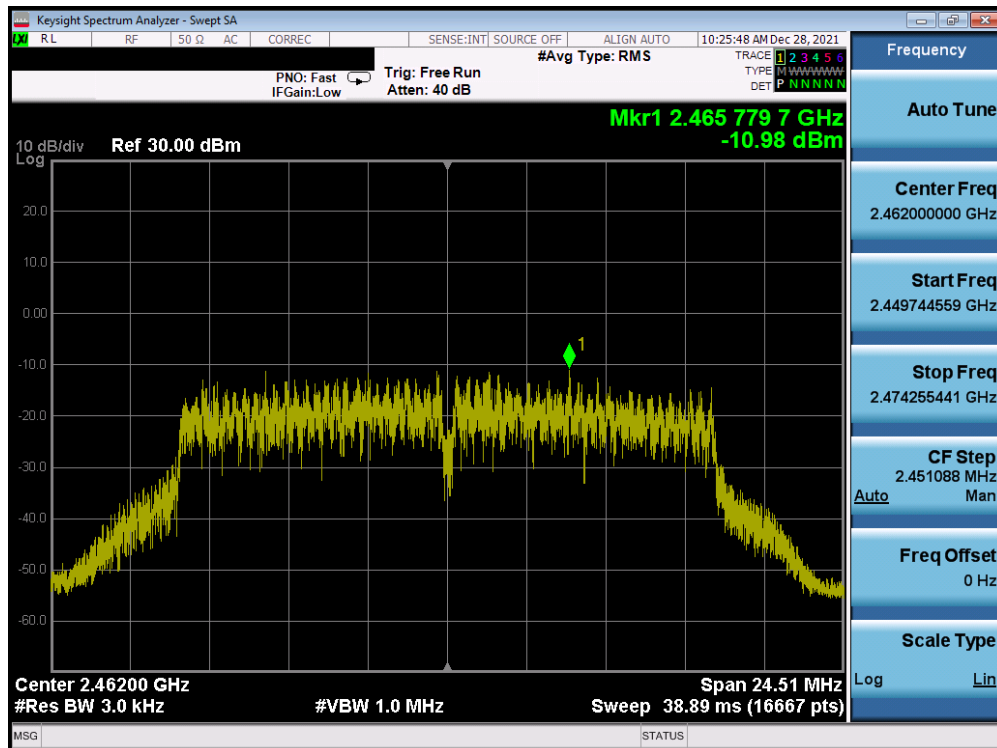 Keysight Spectrum Analyzer - Swept SA
LXI RL RF 50 Ω AC CORREC SENSE:INT SOURCE OFF ALIGN AUTO 10:25:48 AM Dec 28, 2021
#Avg Type: RMS
TRACE 1 2 3 4 5 6
PNO: Fast Trig: Free Run
TYPE M WWWWW
IFGain:Low Atten: 40 dB
DET P N N N N N
Mkr1 2.465 779 7 GHz
-10.98 dBm
10 dB/div Ref 30.00 dBm
Log
20.0
10.0
0.00
1
-10.0
-20.0
-30.0
-40.0
-50.0
-60.0
Center 2.46200 GHz Span 24.51 MHz
#Res BW 3.0 kHz #VBW 1.0 MHz Sweep 38.89 ms (16667 pts)
MSG STATUS
Frequency
Auto Tune
Center Freq
2.462000000 GHz
Start Freq
2.449744559 GHz
Stop Freq
2.474255441 GHz
CF Step
2.451088 MHz
Auto Man
Freq Offset
0 Hz
Scale Type
Log Lin